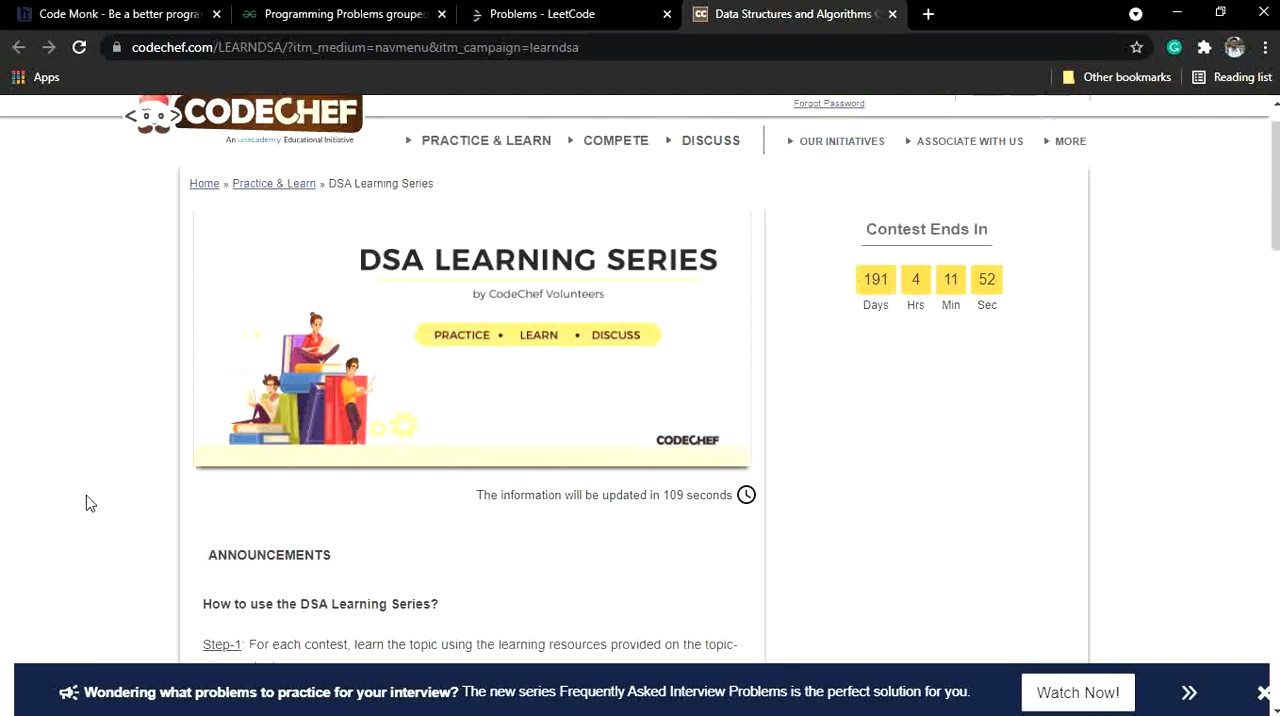 Code Monk - Be a better progra
Programming Problems grouped
Problems - LeetCode
CC Data Structures and Algorithms C
codechef.com/LEARNDSA/?itm_medium=navmenu&itm_campaign=learndsa
Apps
Other bookmarks
Reading list
CODECHEF
An unacademy Educational Initiative
Forgot Password
PRACTICE & LEARN
COMPETE
DISCUSS
OUR INITIATIVES
ASSOCIATE WITH US
MORE
Home » Practice & Learn » DSA Learning Series
DSA LEARNING SERIES
by CodeChef Volunteers
PRACTICE • LEARN • DISCUSS
CODECHEF
Contest Ends In
191 4 11 52
Days Hrs Min Sec
The information will be updated in 109 seconds
ANNOUNCEMENTS
How to use the DSA Learning Series?
Step-1: For each contest, learn the topic using the learning resources provided on the topic-
Wondering what problems to practice for your interview? The new series Frequently Asked Interview Problems is the perfect solution for you.
Watch Now!